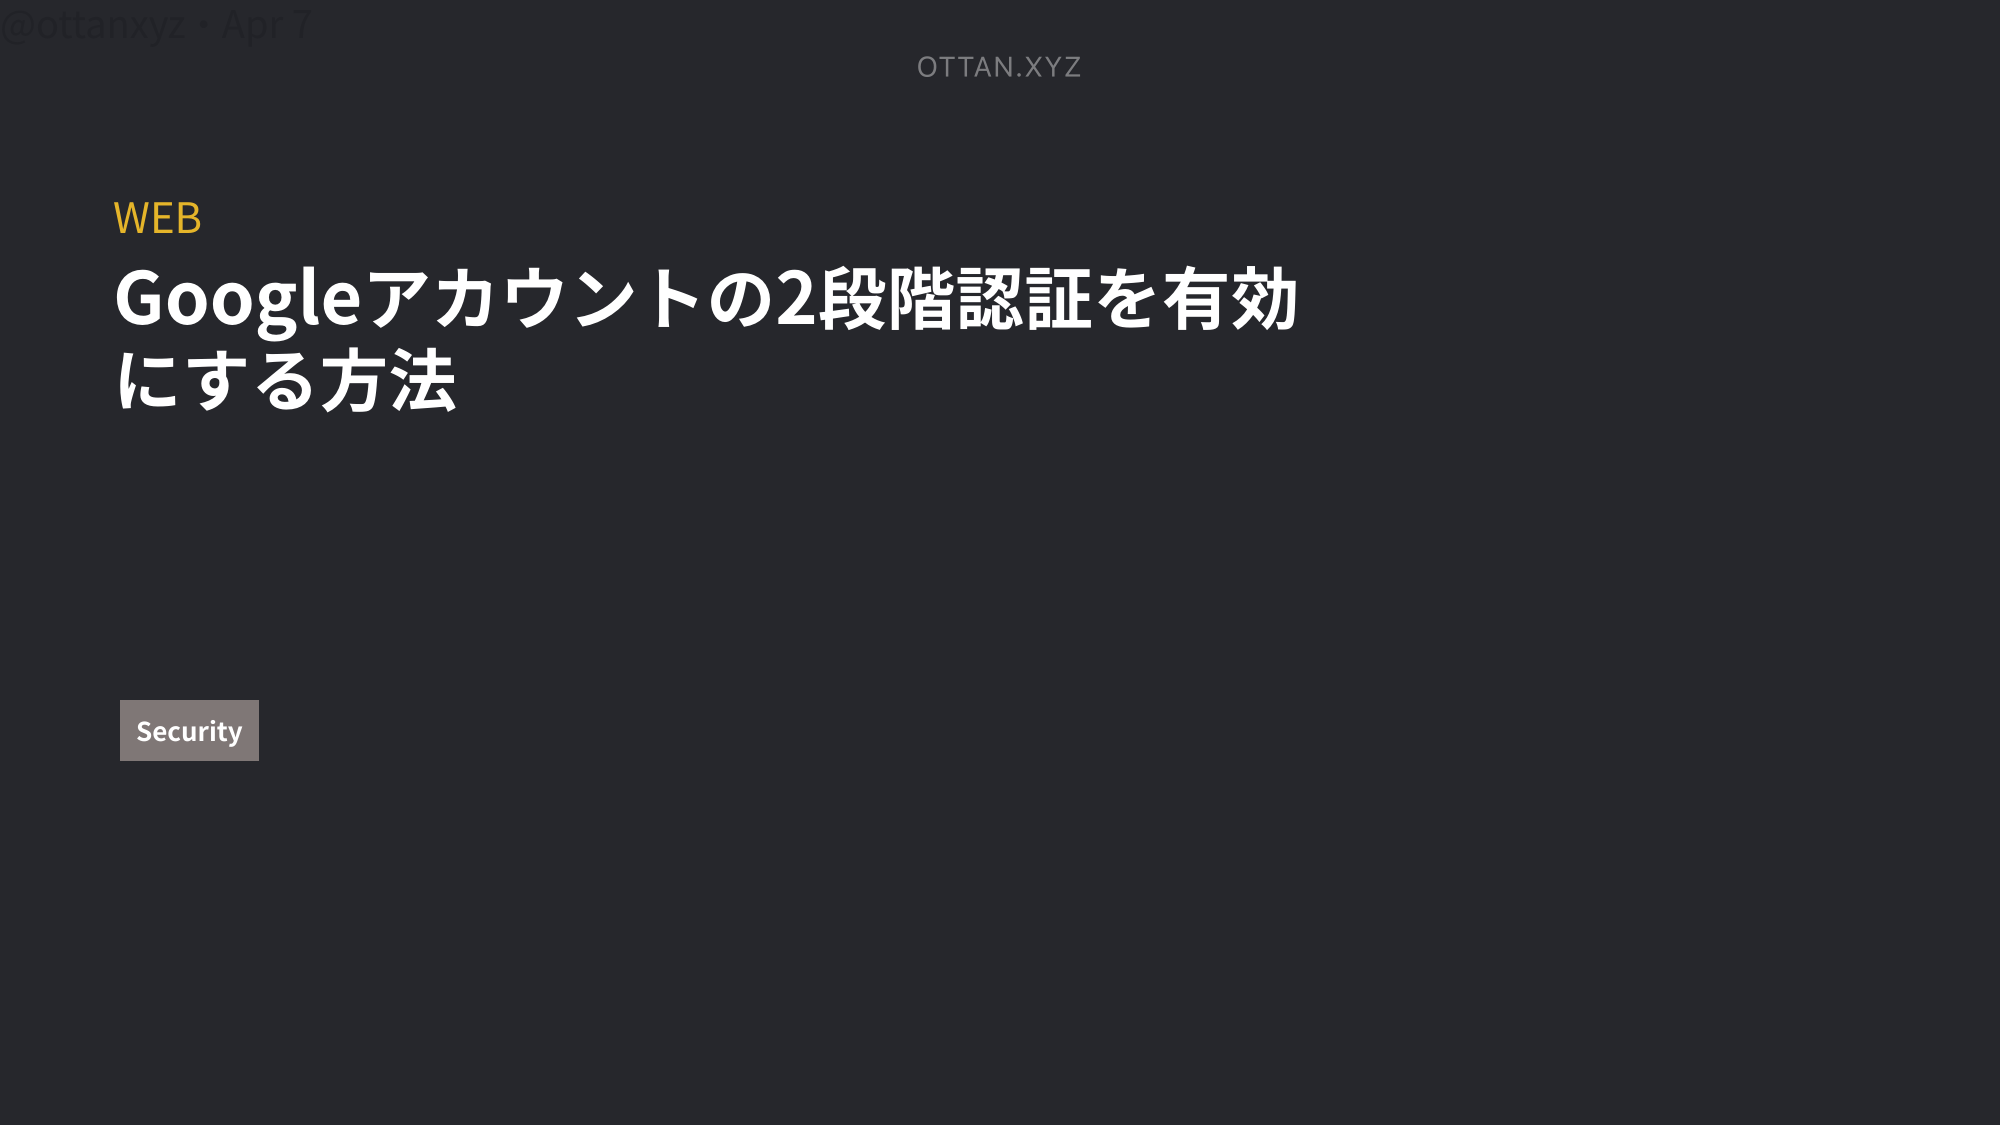 @ottanxyz・Apr 7
OTTAN.XYZ
WEB
Googleアカウントの2段階認証を有効
にする方法
Security